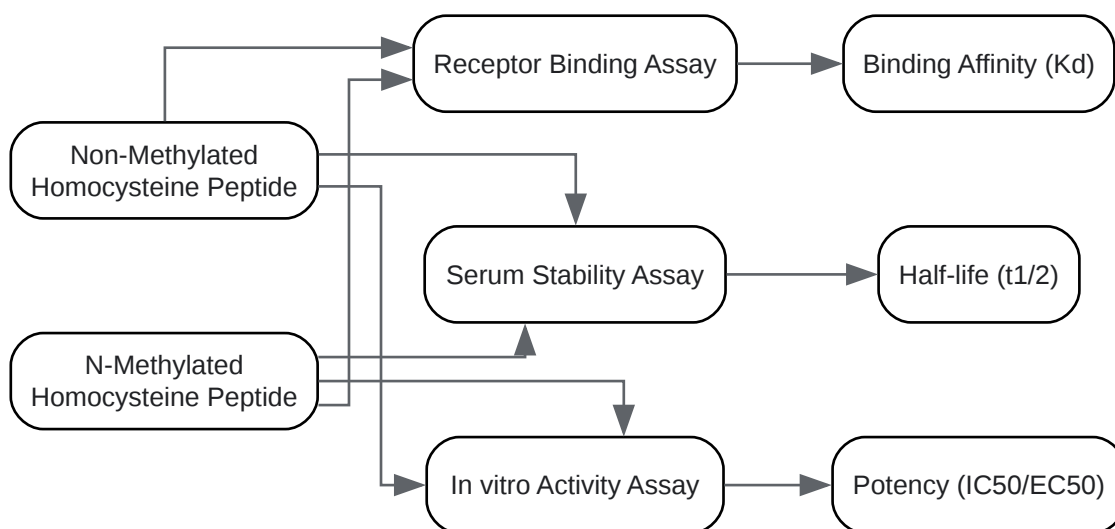 Receptor Binding Assay
Binding Affinity (Kd)
Non-Methylated
Homocysteine Peptide
Serum Stability Assay
Half-life (t1/2)
N-Methylated
Homocysteine Peptide
In vitro Activity Assay
Potency (IC50/EC50)